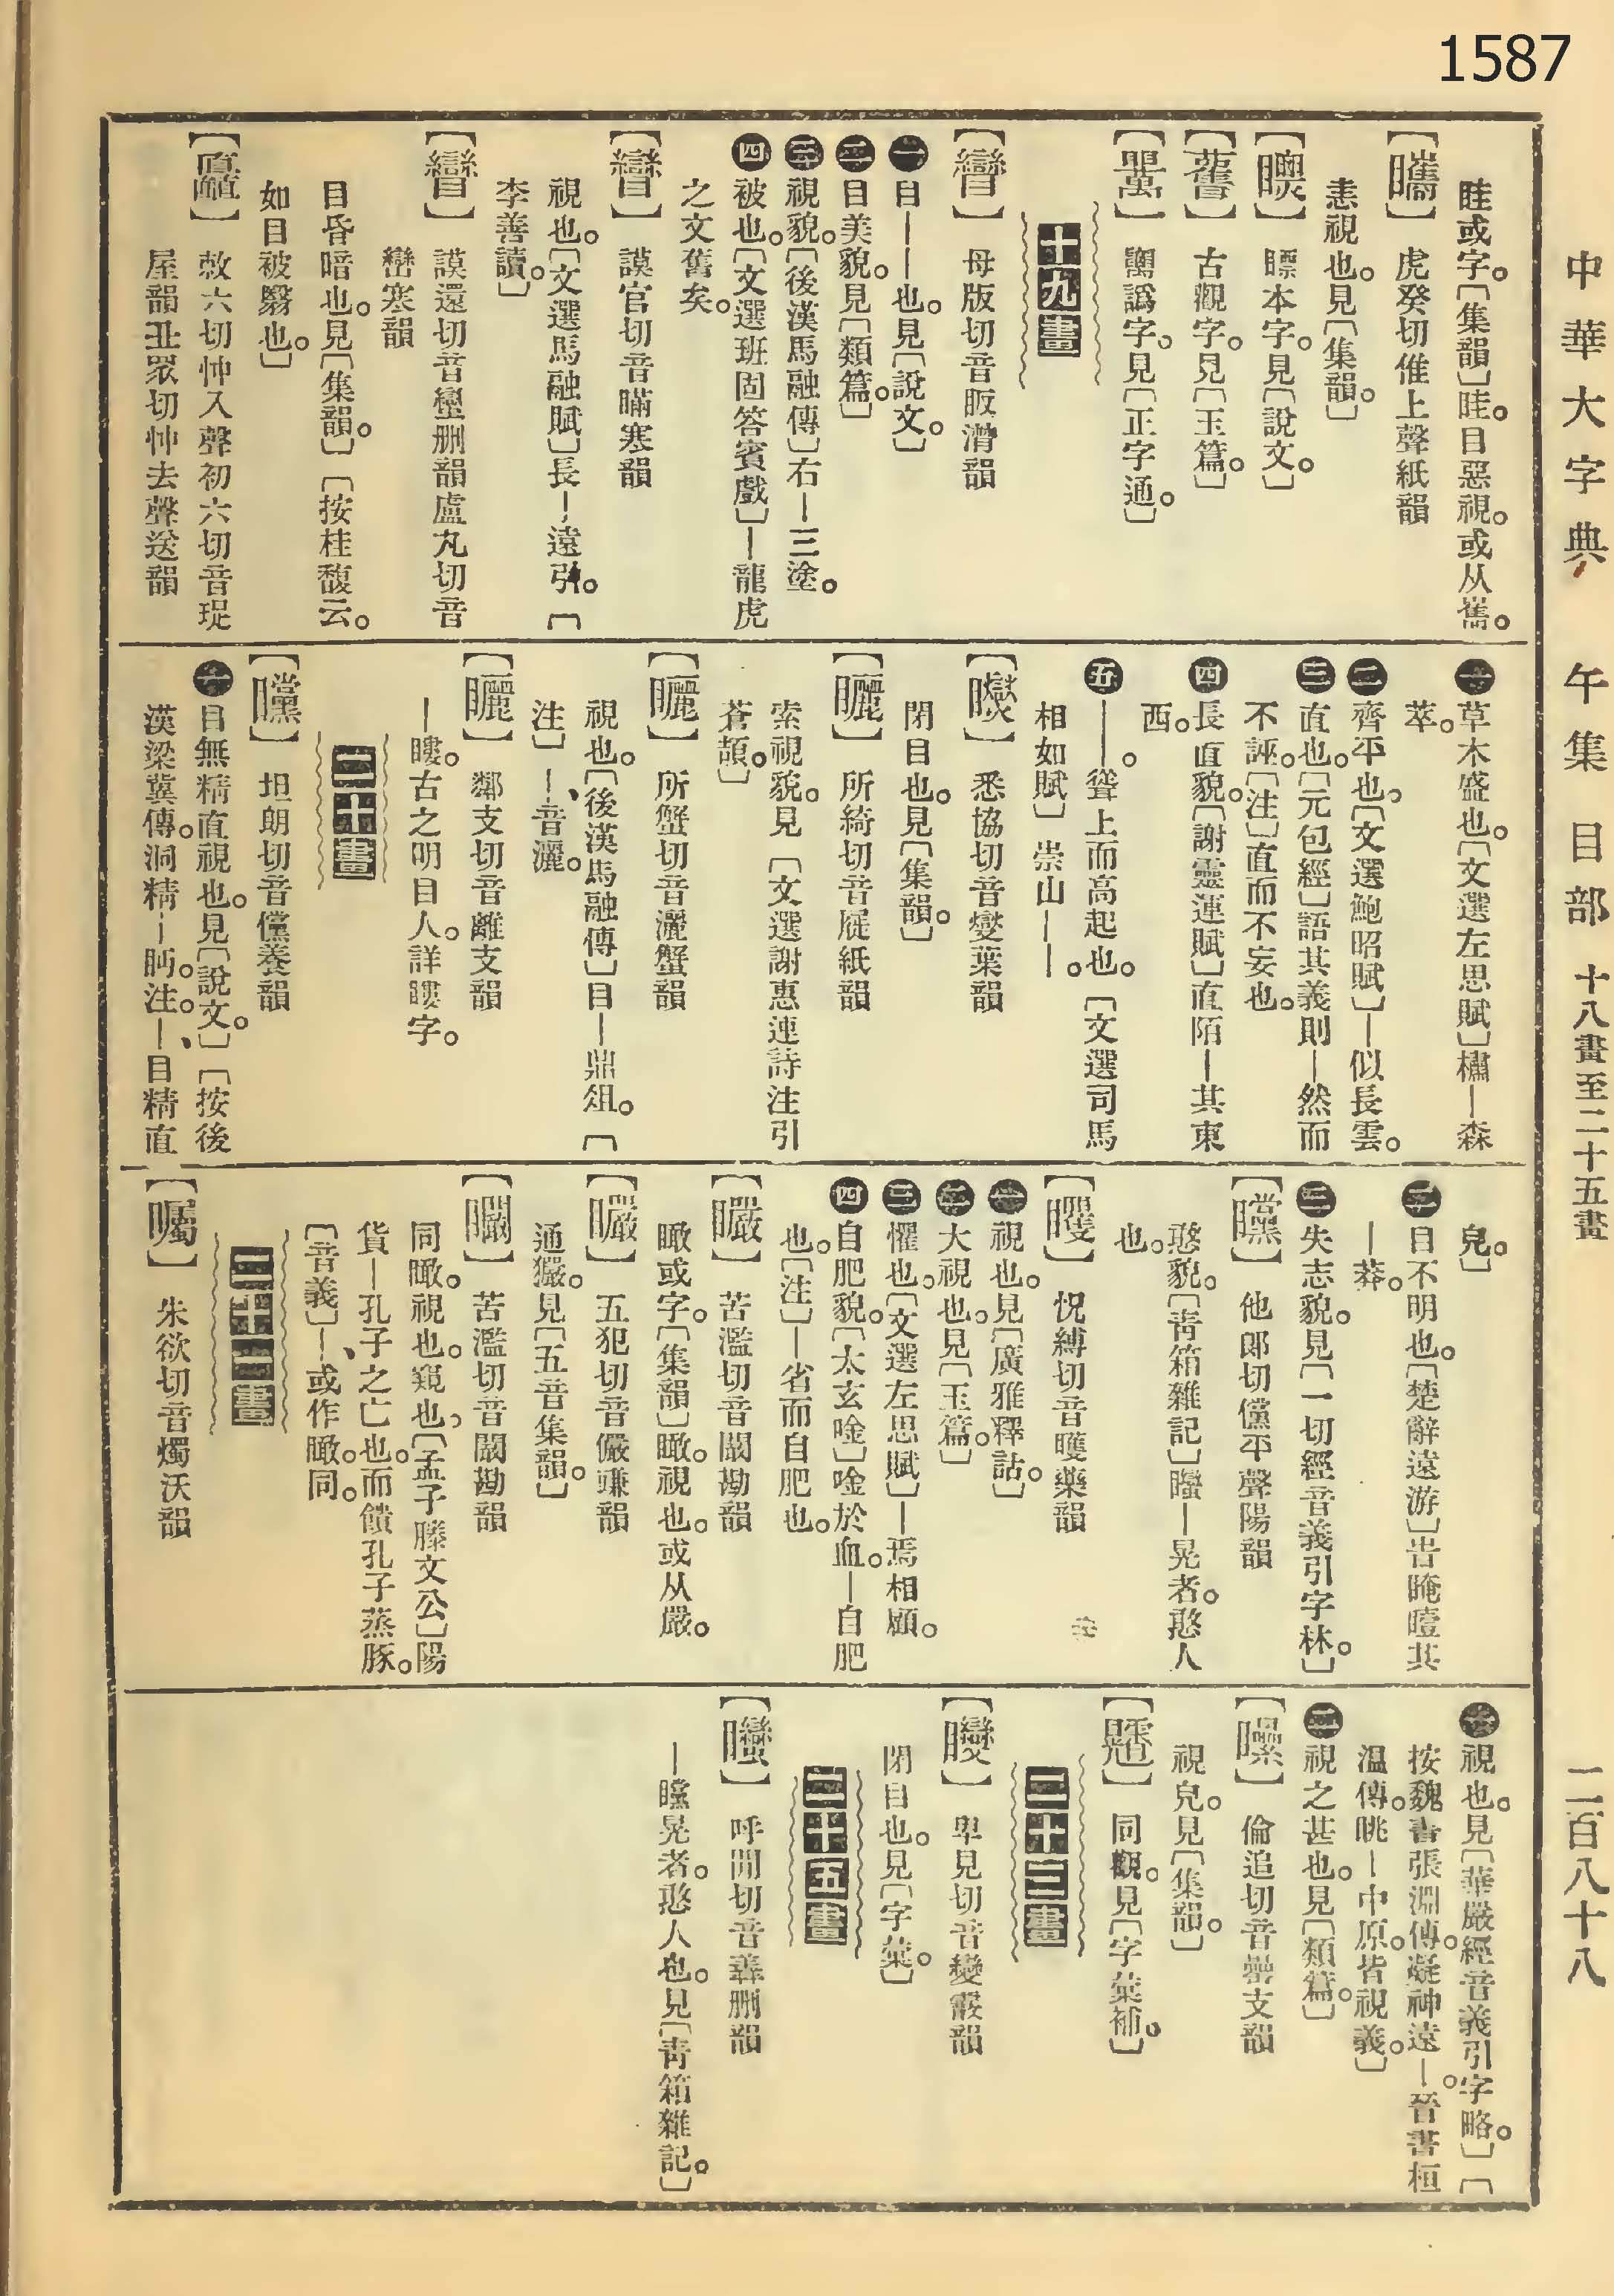 1587
中華大字典 午集 目部 十八畫至二十五畫 二百八十八
眭或字。〔集韻〕眭。目惡視。或从巂。
【矎】 虎癸切倠上聲紙韻
恚視也。見〔集韻。〕
瞟本字。見〔說文。〕
古觀字。見〔玉篇。〕
譌字。見〔正字通。〕
十九畫
【矕】 母版切音昄潸韻
㊀目｜｜也。見〔說文。〕
㊁目美貌。見〔類篇。〕
㊂視貌。〔後漢馬融傳〕右｜三塗。
㊃被也。〔文選班固答賓戲〕｜龍虎
之文舊矣。
【矕】 謨官切音瞞寒韻
視也。〔文選馬融賦〕長｜遠引。〔
李善讀。〕
【矕】 謨還切音蠻删韻盧丸切音
巒寒韻
目昏暗也。見〔集韻。〕〔按桂馥云。
如目被翳也。〕
【矗】 敕六切忡入聲初六切音珿
屋韻丑眾切忡去聲送韻
㊀草木盛也。〔文選左思賦〕橚｜森
萃。
㊁齊平也。〔文選鮑昭賦〕｜似長雲。
㊂直也。〔元包經〕語其義則｜然而
不誣。〔注〕直而不妄也。
㊃長直貌。〔謝靈運賦〕直陌｜其東
西。
㊄｜｜。聳上而高起也。〔文選司馬
相如賦〕崇山｜｜。
悉協切音燮葉韻
閉目也。見〔集韻。〕
【矖】 所綺切音屣紙韻
索視貌。見〔文選謝惠連詩注引
蒼頡。〕
【矖】 所蟹切音灑蟹韻
視也。〔後漢馬融傳〕目｜鼎俎。〔
注〕｜、音灑。
【矖】 鄰支切音離支韻
｜瞜。古之明目人。詳瞜字。
二十畫
【矘】 坦朗切音儻養韻
㊀目無精直視也。見〔說文。〕〔按後
漢梁冀傳。洞精｜眄。注。｜、目精直
皃。〕
㊁目不明也。〔楚辭遠游〕旹曖曃其
｜莽。
㊂失志貌。見〔一切經音義引字林。〕
【矘】 他郎切儻平聲陽韻
憨貌。〔靑箱雜記〕矕｜晃者。憨人
也。
【矍】 怳縛切音矆藥韻
㊀視也。見〔廣雅釋詁。〕
㊁大視也。見〔玉篇。〕
㊂懼也。〔文選左思賦〕｜焉相顧。
㊃自肥貌。〔太玄唫〕唫於血。｜自肥
也。〔注〕｜省而自肥也。
【矙】 苦濫切音闞勘韻
瞰或字。〔集韻〕瞰。視也。或从嚴。
五犯切音儼豏韻
通玁。見〔五音集韻。〕
【矙】 苦濫切音闞勘韻
同瞰。視也。窺也。〔孟子滕文公〕陽
貨｜孔子之亡也。而饋孔子蒸豚。
〔音義〕｜、或作瞰。同。
二十一畫
【矚】 朱欲切音燭沃韻
㊀視也。見〔華嚴經音義引字略。〕〔
按魏書張淵傳。凝神遠｜。晉書桓
溫傳。眺｜中原。皆視義。〕
㊁視之甚也。見〔類篇。〕
倫追切音纍支韻
視皃。見〔集韻。〕
同觀。見〔字彙補。〕
二十三畫
卑見切音變霰韻
閉目也。見〔字彙。〕
二十五畫
呼關切音彎删韻
｜矘晃者。憨人也。見〔靑箱雜記。〕